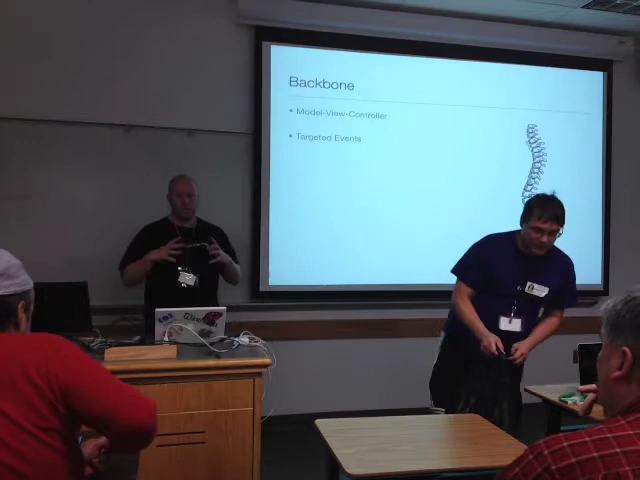 Backbone
• Model-View-Controller
• Targeted Events